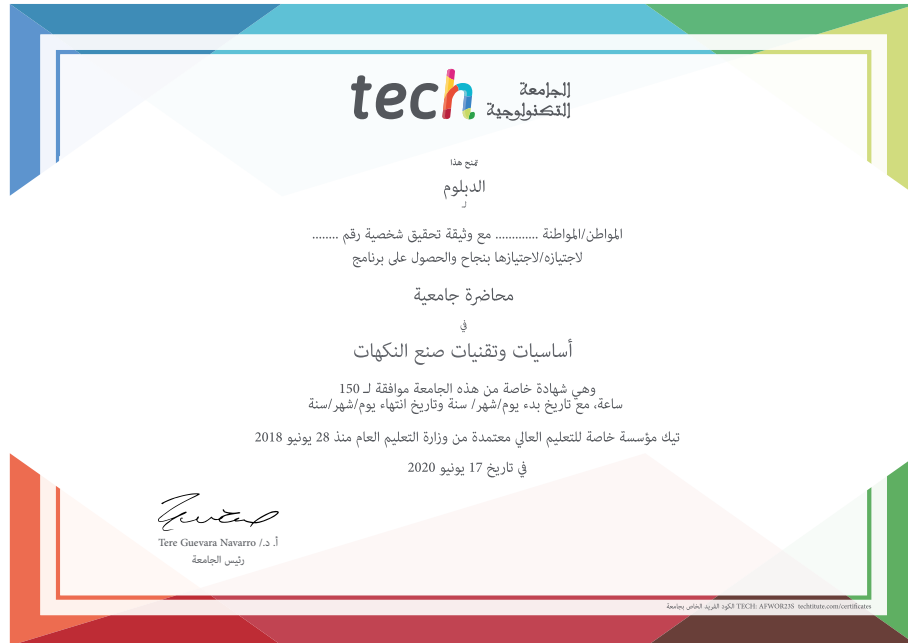 tech الجامعة
التكنولوجية
تمنح هذا
الدبلوم
لـ
المواطن/المواطنة ............. مع وثيقة تحقيق شخصية رقم ........
لاجتيازه/لاجتيازها بنجاح والحصول على برنامج
محاضرة جامعية
في
أساسيات وتقنيات صنع النكهات
وهي شهادة خاصة من هذه الجامعة موافقة لـ 150
ساعة، مع تاريخ بدء يوم/شهر/ سنة وتاريخ انتهاء يوم/شهر/سنة
تيك مؤسسة خاصة للتعليم العالي معتمدة من وزارة التعليم العام منذ 28 يونيو 2018
في تاريخ 17 يونيو 2020
أ. د./ Tere Guevara Navarro
رئيس الجامعة
الكود الفريد الخاص بجامعة TECH: AFWOR23S techtitute.com/certificates